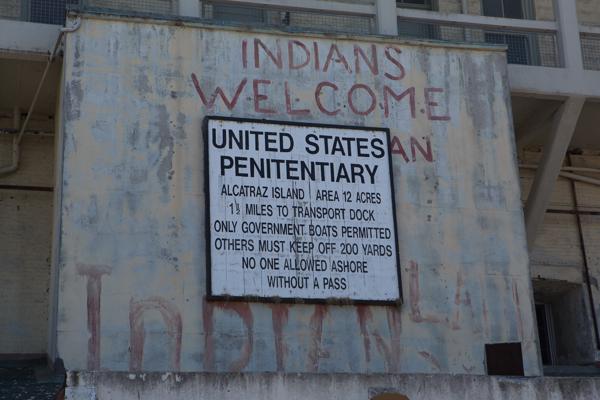 INDIANS
WELCOME
UNITED STATES
PENITENTIARY
ALCATRAZ ISLAND AREA 12 ACRES
1½ MILES TO TRANSPORT DOCK
ONLY GOVERNMENT BOATS PERMITTED
OTHERS MUST KEEP OFF 200 YARDS
NO ONE ALLOWED ASHORE
WITHOUT A PASS
INDIAN